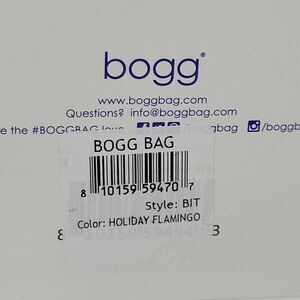 bogg®
www.boggbag.com
Questions? info@boggbag.com
e the #BOGGBAG love /boggbag /boggb
BOGG BAG
8 10159 59470 7
Style: BIT
Color: HOLIDAY FLAMINGO